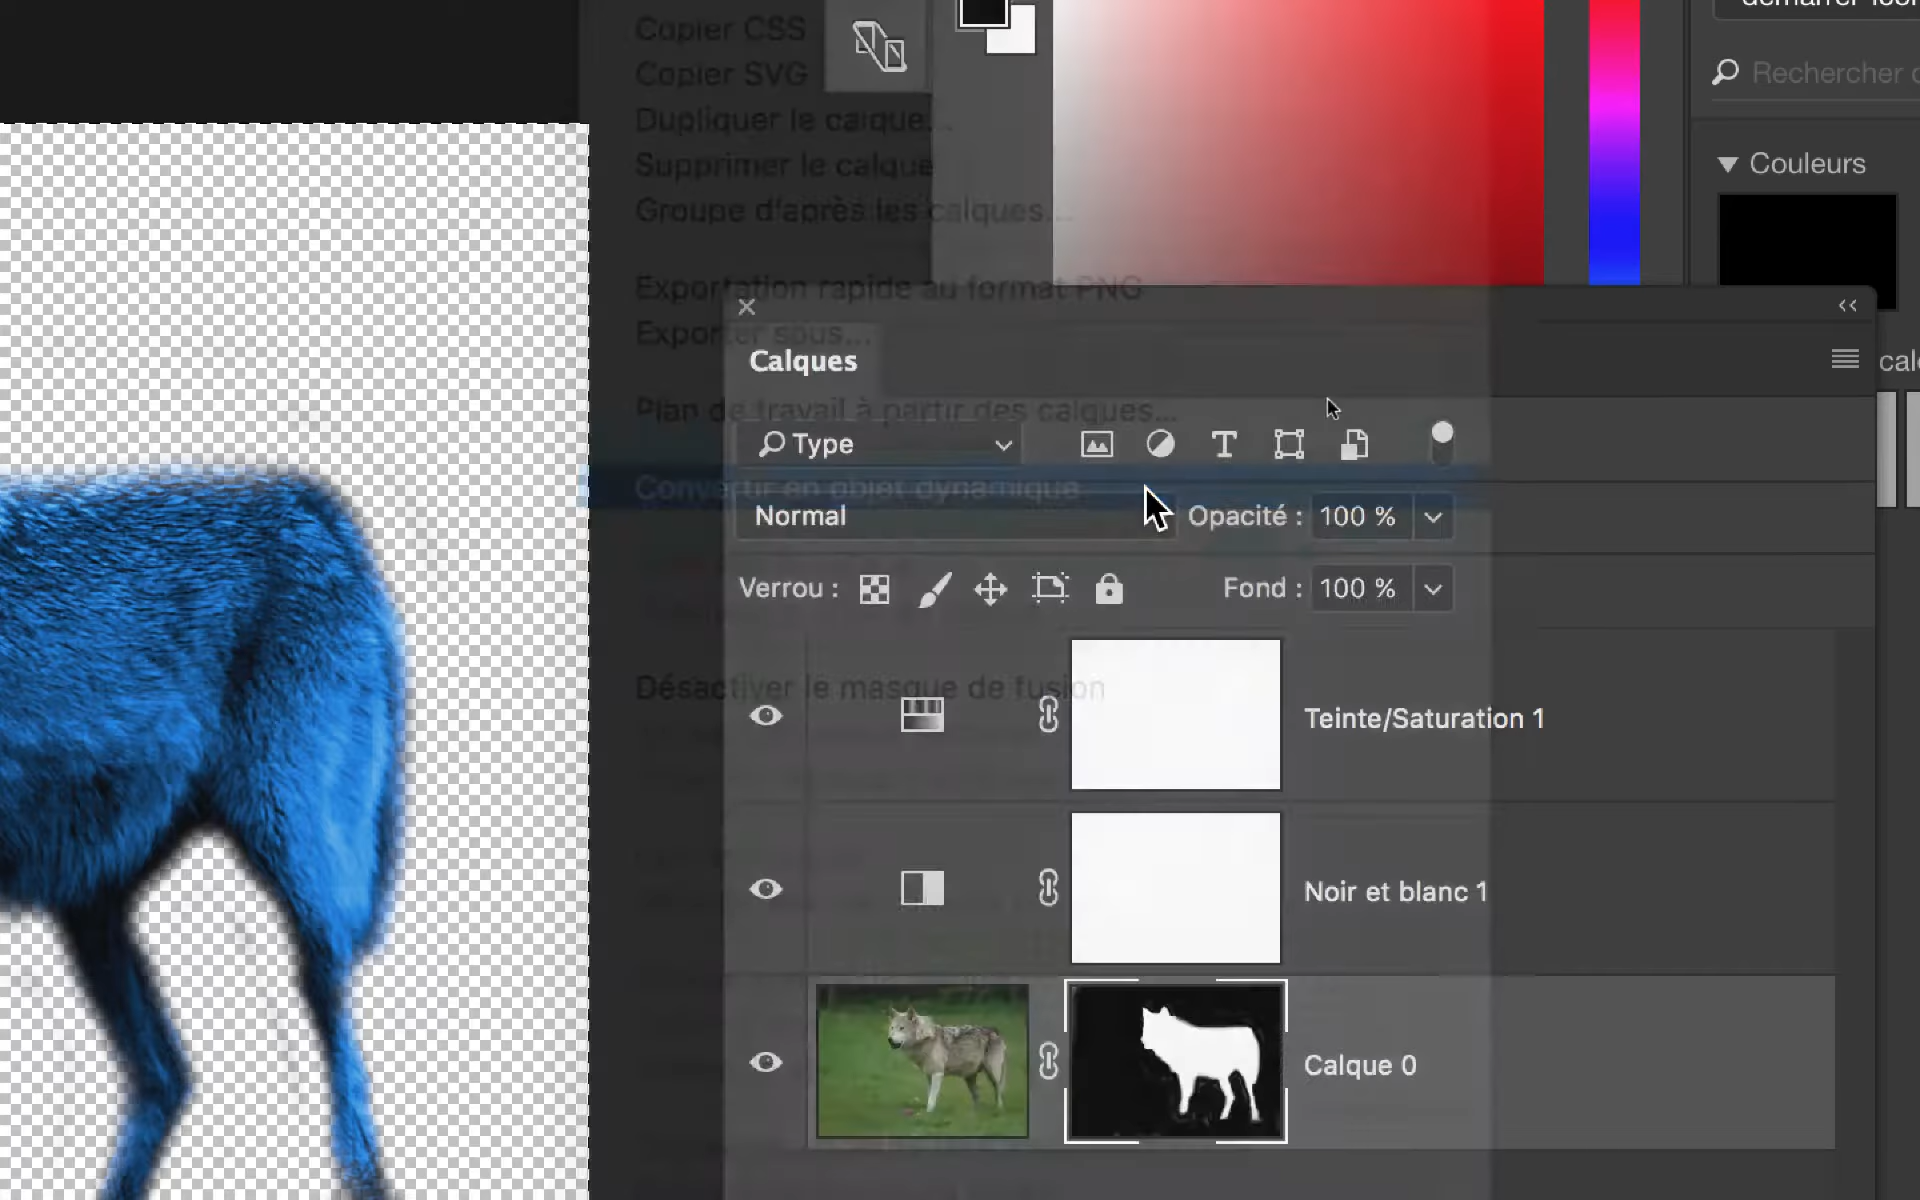 Copier CSS
Copier SVG
Dupliquer le calque...
Supprimer le calque
Groupe d'après les calques...
Exportation rapide au format PNG
Exporter sous...
Plan de travail à partir des calques...
Convertir en objet dynamique
Désactiver le masque de fusion
Rechercher
Couleurs
Calques
Type
Normal
Opacité : 100 %
Verrou :
Fond : 100 %
Teinte/Saturation 1
Noir et blanc 1
Calque 0